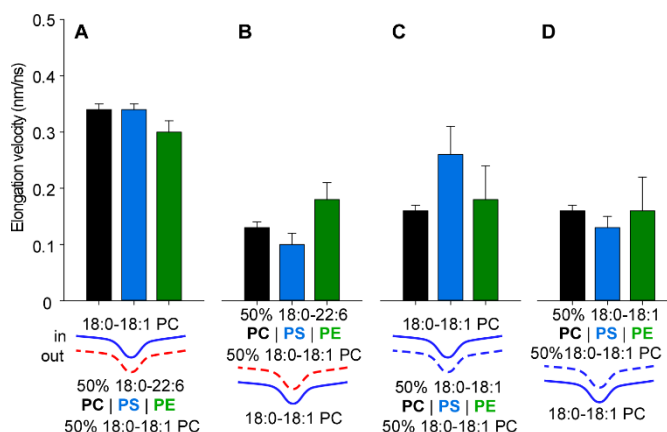 A B C D
Elongation velocity (nm/ns)
0.5
0.4
0.3
0.2
0.1
0
in
out
18:0-18:1 PC
50% 18:0-22:6
PC | PS | PE
50% 18:0-18:1 PC
50% 18:0-22:6
PC | PS | PE
50% 18:0-18:1 PC
18:0-18:1 PC
18:0-18:1 PC
50% 18:0-18:1
PC | PS | PE
50% 18:0-18:1 PC
50% 18:0-18:1
PC | PS | PE
50%18:0-18:1 PC
18:0-18:1 PC